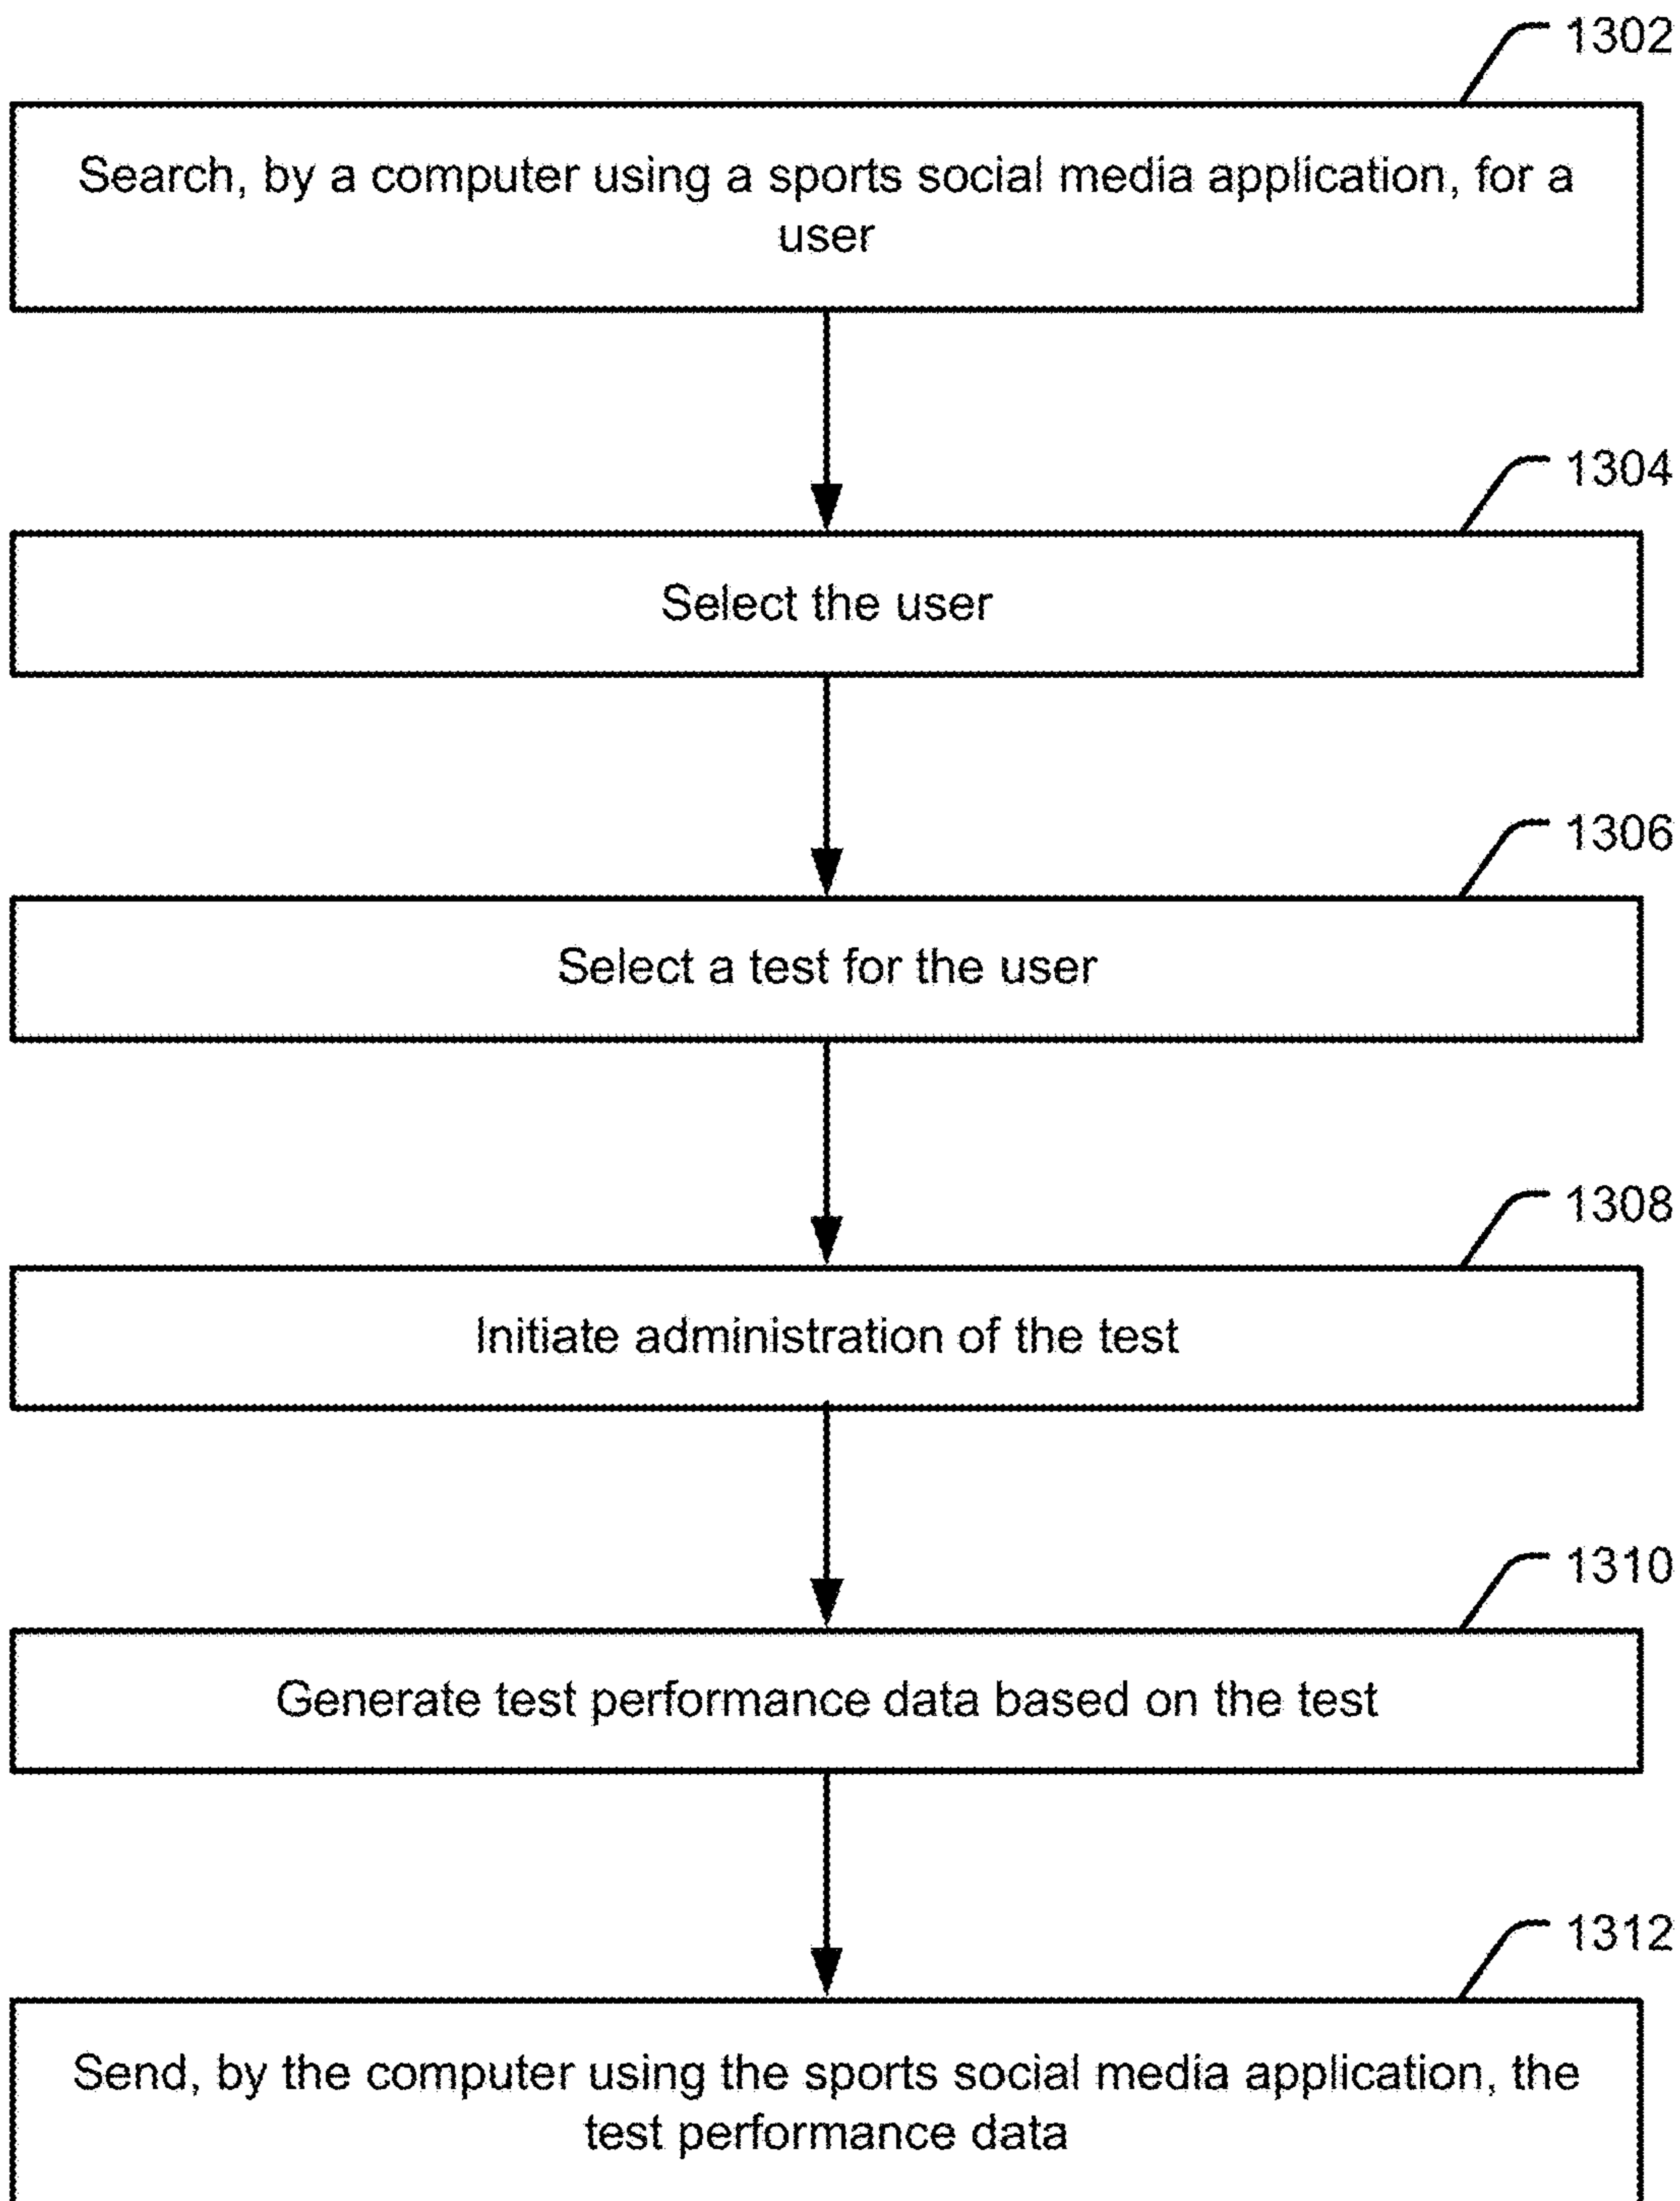 1302
Search, by a computer using a sports social media application, for a
user
1304
Select the user
1306
Select a test for the user
1308
Initiate administration of the test
1310
Generate test performance data based on the test
1312
Send, by the computer using the sports social media application, the
test performance data